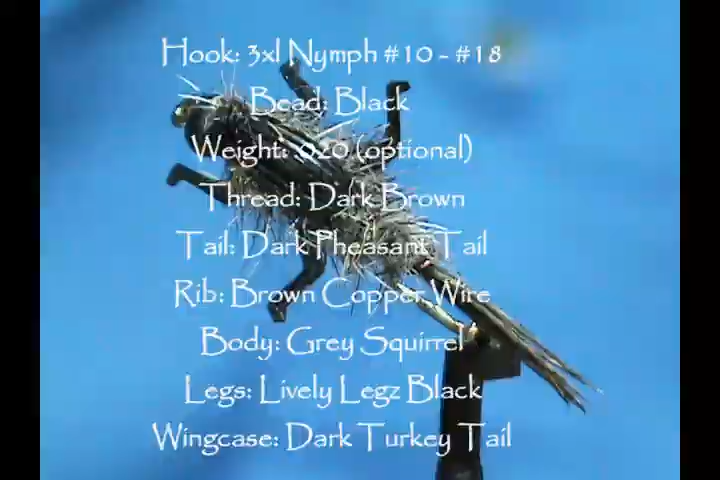 Hook: 3xl Nymph #10 - #18
Bead: Black
Weight: .020 (optional)
Thread: Dark Brown
Tail: Dark Pheasant Tail
Rib: Brown Copper Wire
Body: Grey Squirrel
Legs: Lively Legz Black
Wingcase: Dark Turkey Tail